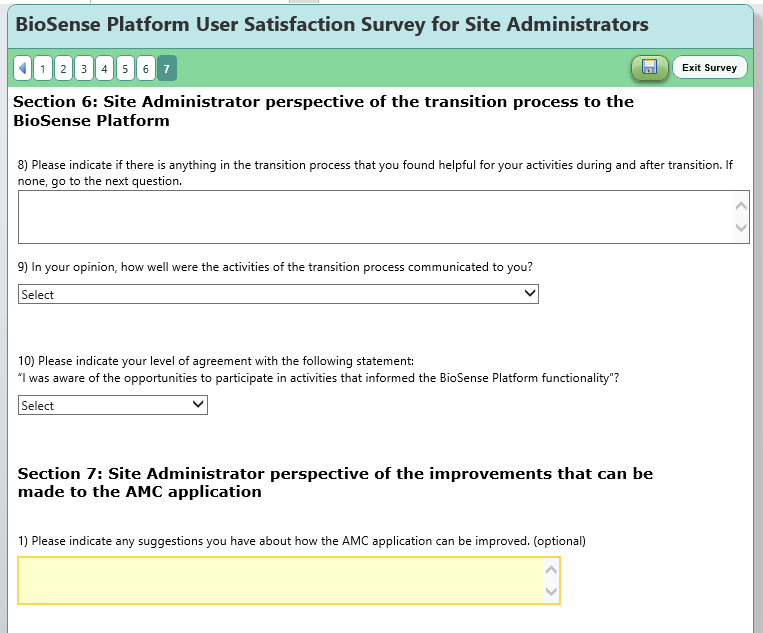 BioSense Platform User Satisfaction Survey for Site Administrators
1 2 3 4 5 6 7 Exit Survey
Section 6: Site Administrator perspective of the transition process to the
BioSense Platform
8) Please indicate if there is anything in the transition process that you found helpful for your activities during and after transition. If
none, go to the next question.
9) In your opinion, how well were the activities of the transition process communicated to you?
Select
10) Please indicate your level of agreement with the following statement:
“I was aware of the opportunities to participate in activities that informed the BioSense Platform functionality”?
Select
Section 7: Site Administrator perspective of the improvements that can be
made to the AMC application
1) Please indicate any suggestions you have about how the AMC application can be improved. (optional)